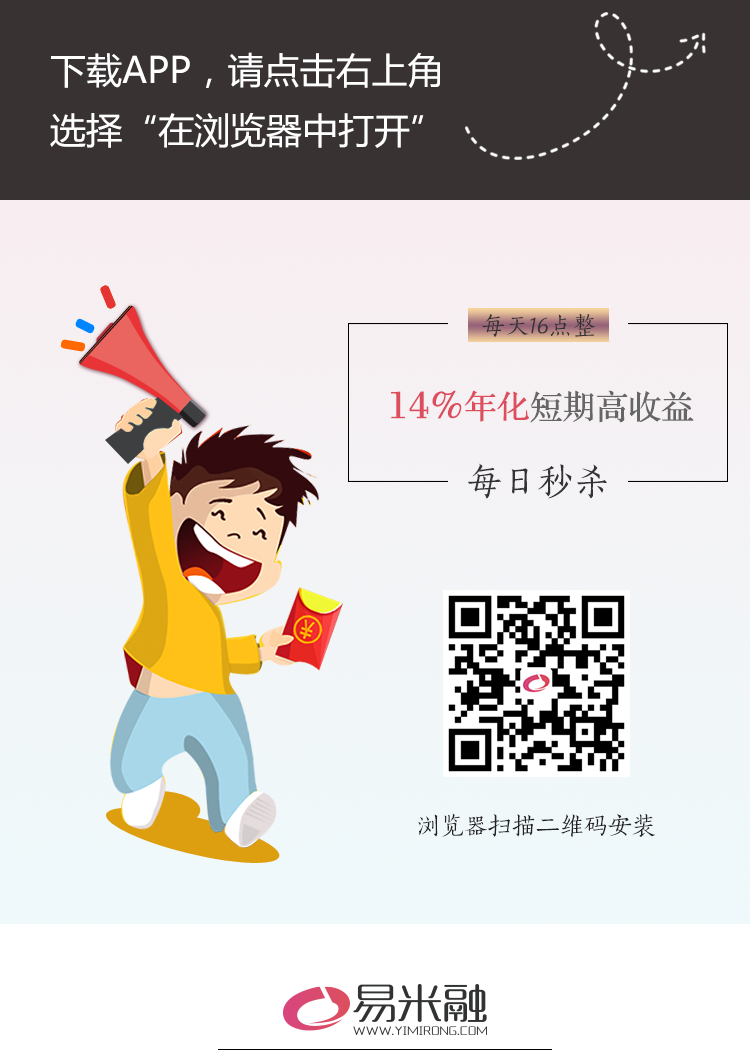 下载APP，请点击右上角
选择“在浏览器中打开”
每天16点整
14%年化短期高收益
每日秒杀
¥
浏览器扫描二维码安装
易米融
WWW.YIMIRONG.COM